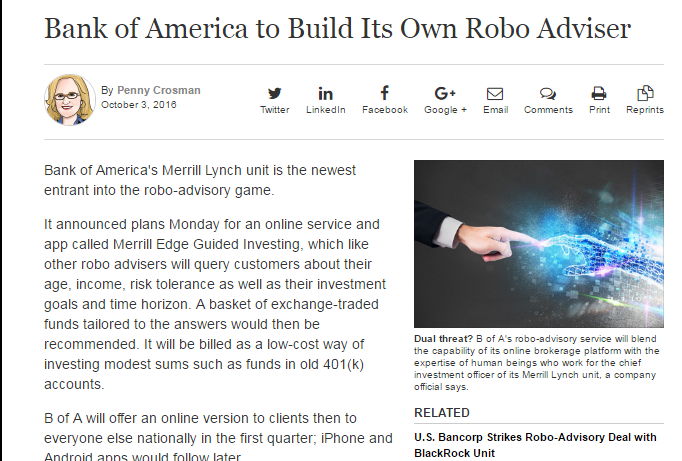 Bank of America to Build Its Own Robo Adviser
By Penny Crosman
October 3, 2016
Twitter
LinkedIn
Facebook
Google +
Email
Comments
Print
Reprints
Bank of America's Merrill Lynch unit is the newest
entrant into the robo-advisory game.
It announced plans Monday for an online service and
app called Merrill Edge Guided Investing, which like
other robo advisers will query customers about their
age, income, risk tolerance as well as their investment
goals and time horizon. A basket of exchange-traded
funds tailored to the answers would then be
recommended. It will be billed as a low-cost way of
investing modest sums such as funds in old 401(k)
accounts.
B of A will offer an online version to clients then to
everyone else nationally in the first quarter; iPhone and
Android apps would follow later.
Dual threat? B of A's robo-advisory service will blend
the capability of its online brokerage platform with the
expertise of human beings who work for the chief
investment officer of its Merrill Lynch unit, a company
official says.
RELATED
U.S. Bancorp Strikes Robo-Advisory Deal with
BlackRock Unit